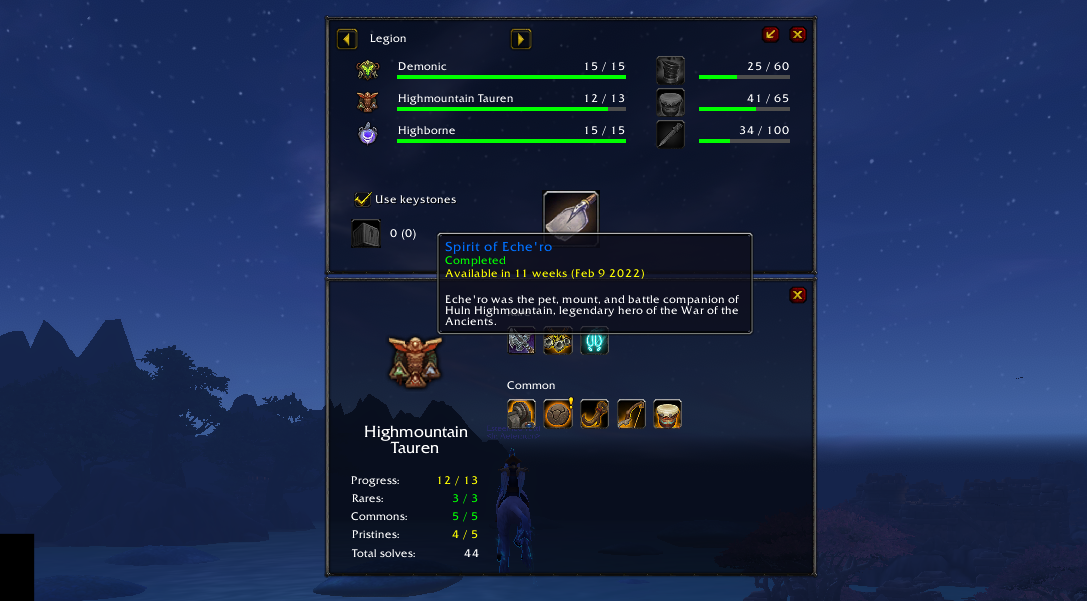 Legion
Demonic 15 / 15 25 / 60
Highmountain Tauren 12 / 13 41 / 65
Highborne 15 / 15 34 / 100
Use keystones
0 (0)
Spirit of Eche'ro
Completed
Available in 11 weeks (Feb 9 2022)
Eche'ro was the pet, mount, and battle companion of
Huln Highmountain, legendary hero of the War of the
Ancients.
Common
Highmountain
Tauren
Progress: 12 / 13
Rares: 3 / 3
Commons: 5 / 5
Pristines: 4 / 5
Total solves: 44